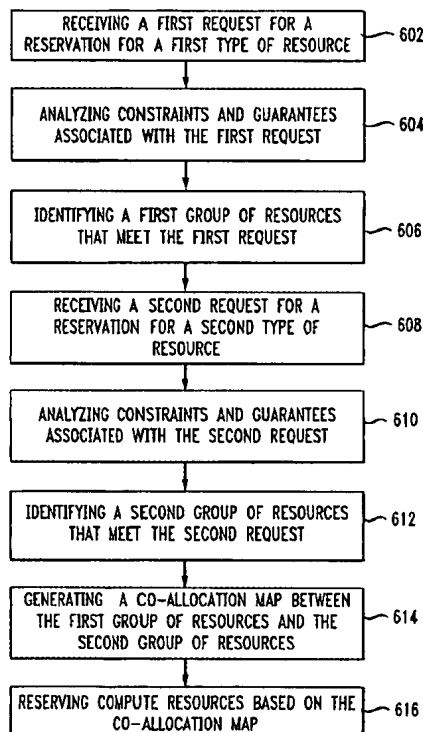 RECEIVING A FIRST REQUEST FOR A
RESERVATION FOR A FIRST TYPE OF RESOURCE
602
ANALYZING CONSTRAINTS AND GUARANTEES
ASSOCIATED WITH THE FIRST REQUEST
604
IDENTIFYING A FIRST GROUP OF RESOURCES
THAT MEET THE FIRST REQUEST
606
RECEIVING A SECOND REQUEST FOR A
RESERVATION FOR A SECOND TYPE OF
RESOURCE
608
ANALYZING CONSTRAINTS AND GUARANTEES
ASSOCIATED WITH THE SECOND REQUEST
610
IDENTIFYING A SECOND GROUP OF RESOURCES
THAT MEET THE SECOND REQUEST
612
GENERATING A CO-ALLOCATION MAP BETWEEN
THE FIRST GROUP OF RESOURCES AND THE
SECOND GROUP OF RESOURCES
614
RESERVING COMPUTE RESOURCES BASED ON THE
CO-ALLOCATION MAP
616